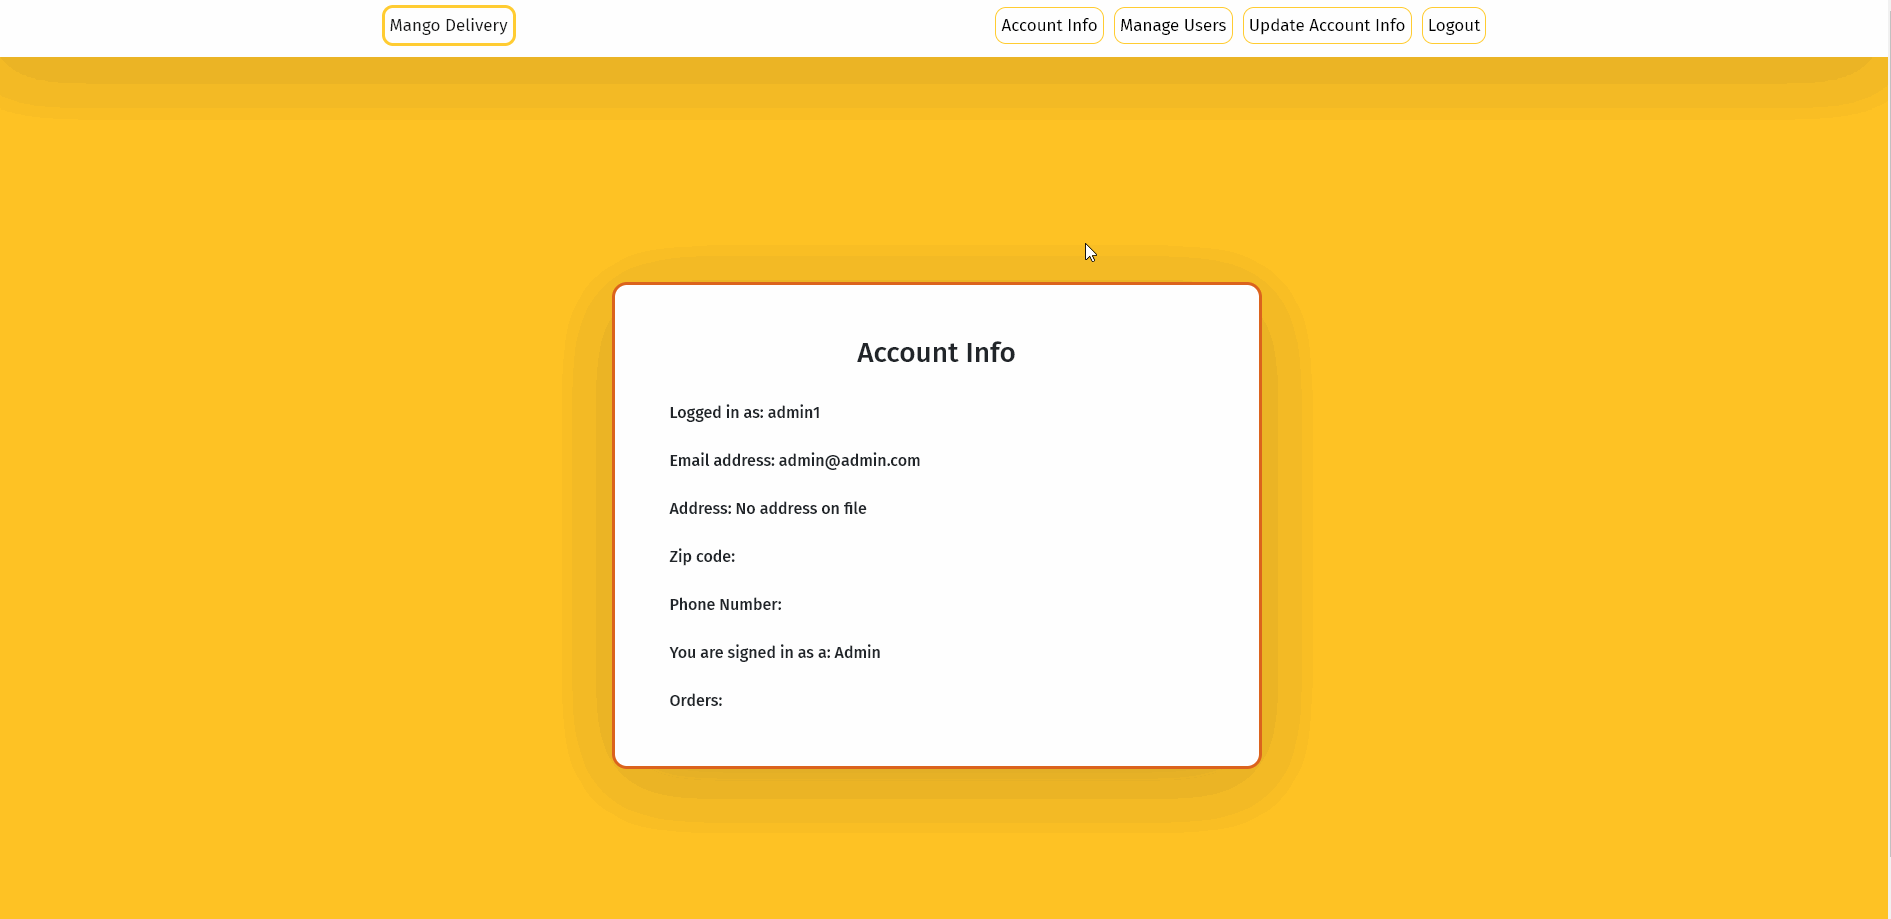 Mango Delivery
Account Info Manage Users Update Account Info Logout
Account Info
Logged in as: admin1
Email address: admin@admin.com
Address: No address on file
Zip code:
Phone Number:
You are signed in as a: Admin
Orders: